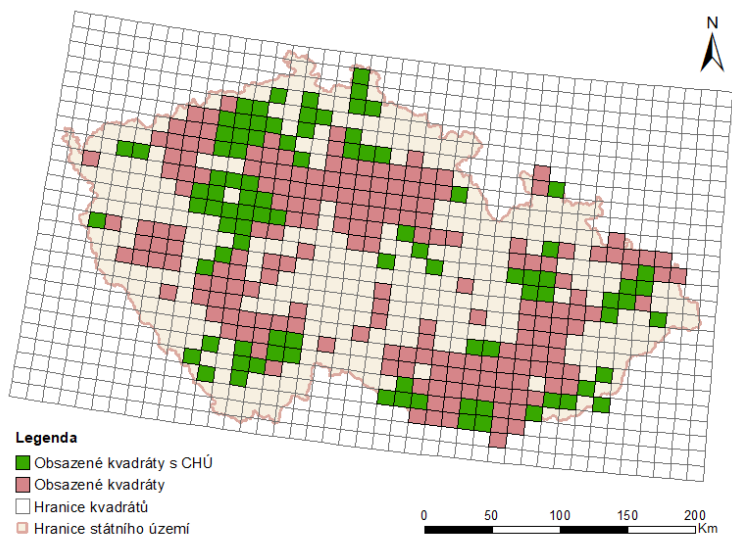 N
Legenda
Obsazené kvadráty s CHÚ
Obsazené kvadráty
Hranice kvadrátů
Hranice státního území
0 50 100 150 200
Km